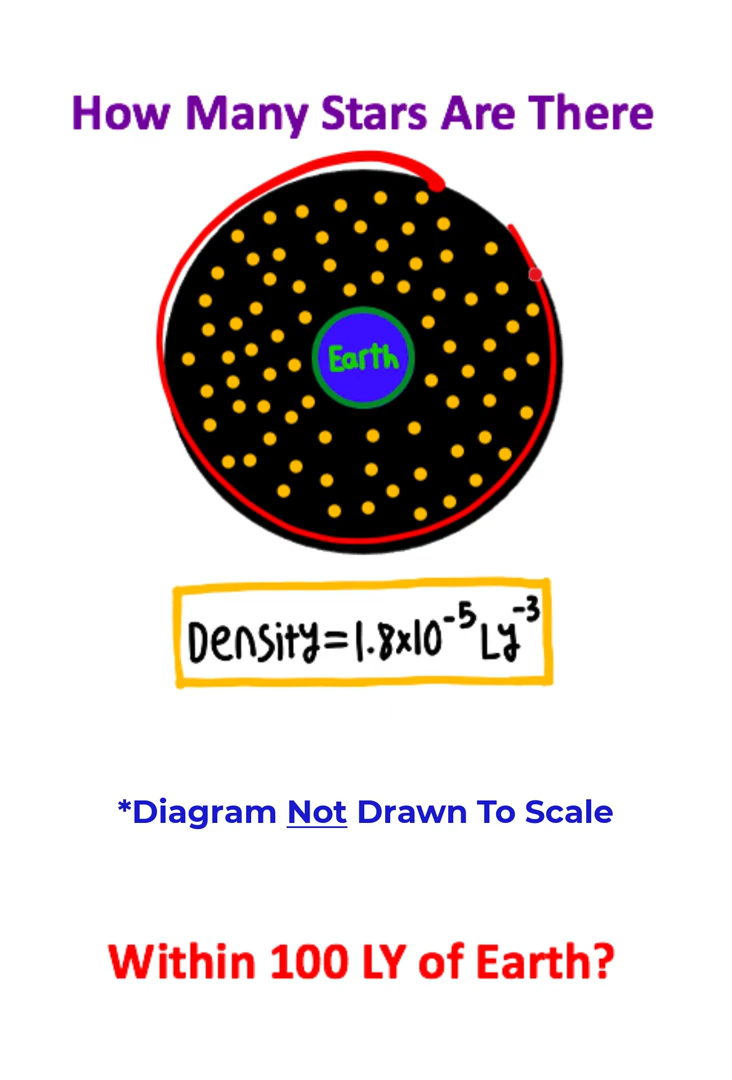 How Many Stars Are There
Earth
Density=1.8x10⁻⁵ Ly⁻³
*Diagram Not Drawn To Scale
Within 100 LY of Earth?